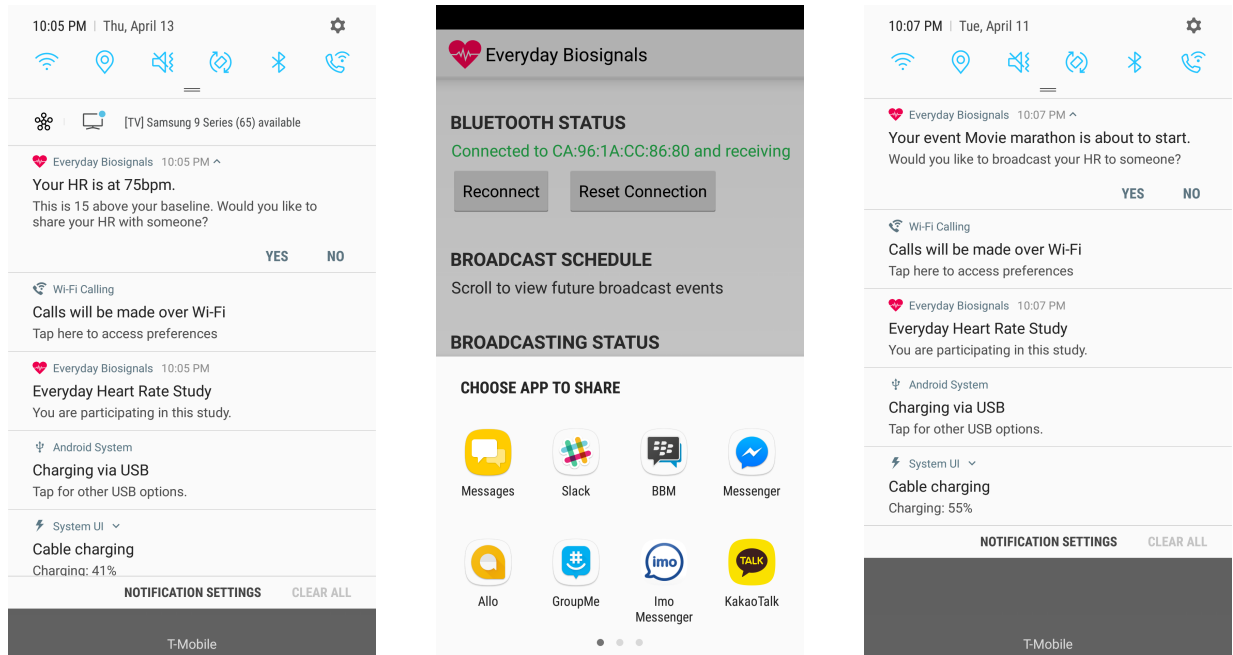 10:05 PM | Thu, April 13
[TV] Samsung 9 Series (65) available
Everyday Biosignals 10:05 PM
Your HR is at 75bpm.
This is 15 above your baseline. Would you like to
share your HR with someone?
YES NO
Wi-Fi Calling
Calls will be made over Wi-Fi
Tap here to access preferences
Everyday Biosignals 10:05 PM
Everyday Heart Rate Study
You are participating in this study.
Android System
Charging via USB
Tap for other USB options.
System UI
Cable charging
Charging: 41%
NOTIFICATION SETTINGS CLEAR ALL
T-Mobile
Everyday Biosignals
BLUETOOTH STATUS
Connected to CA:96:1A:CC:86:80 and receiving
Reconnect Reset Connection
BROADCAST SCHEDULE
Scroll to view future broadcast events
BROADCASTING STATUS
CHOOSE APP TO SHARE
Messages Slack BBM Messenger
imo TALK
Allo GroupMe Imo KakaoTalk
Messenger
10:07 PM | Tue, April 11
Everyday Biosignals 10:07 PM
Your event Movie marathon is about to start.
Would you like to broadcast your HR to someone?
YES NO
Wi-Fi Calling
Calls will be made over Wi-Fi
Tap here to access preferences
Everyday Biosignals 10:07 PM
Everyday Heart Rate Study
You are participating in this study.
Android System
Charging via USB
Tap for other USB options.
System UI
Cable charging
Charging: 55%
NOTIFICATION SETTINGS CLEAR ALL
T-Mobile